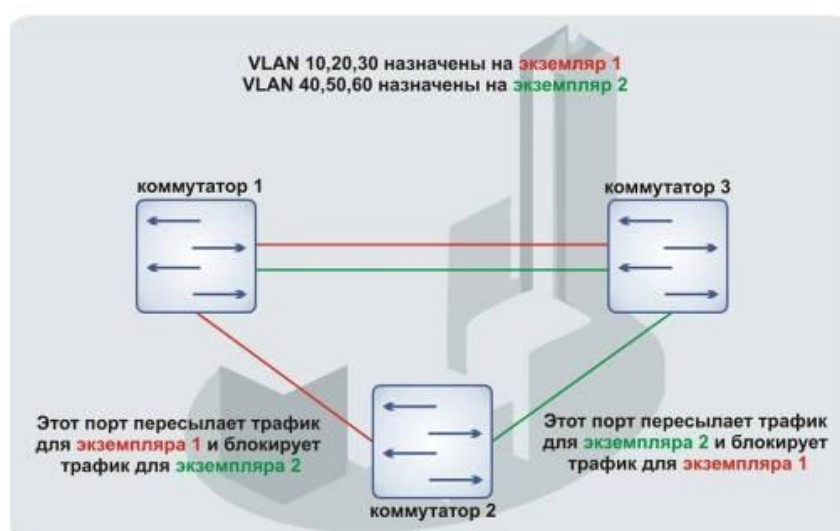 VLAN 10,20,30 назначены на экземляр 1
VLAN 40,50,60 назначены на экземпляр 2
коммутатор 1
коммутатор 3
Этот порт пересылает трафик
для экземпляра 1 и блокирует
трафик для экземпляра 2
Этот порт пересылает трафик
для экземпляра 2 и блокирует
трафик для экземпляра 1
коммутатор 2